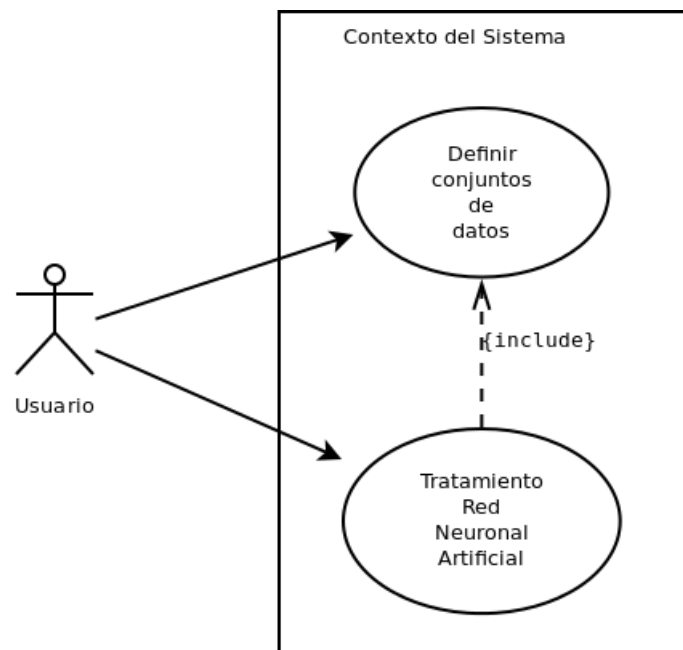 Contexto del Sistema
Definir
conjuntos
de
datos
{include}
Usuario
Tratamiento
Red
Neuronal
Artificial